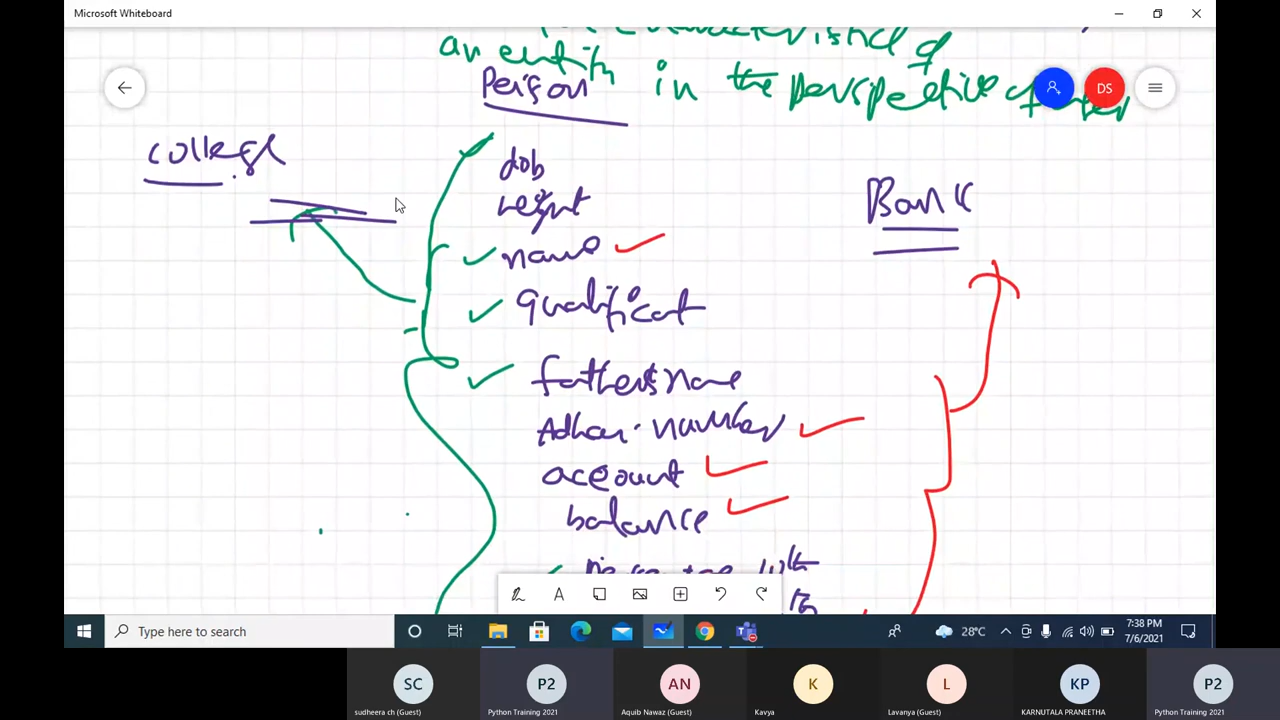 Microsoft Whiteboard
an entity in the perspective of
Person
DS
college
dob
weight
Bank
name
qualificat
father's name
Adhar number
account
balance
Type here to search
28°C
7:38 PM
7/6/2021
SC
P2
AN
K
L
KP
P2
sudheera ch (Guest)
Python Training 2021
Aquib Nawaz (Guest)
Kavya
Lavanya (Guest)
KARNUTALA PRANEETHA
Python Training 2021